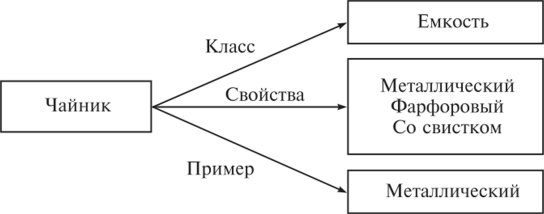 Емкость
Класс
Чайник
Свойства
Металлический
Фарфоровый
Со свистком
Пример
Металлический